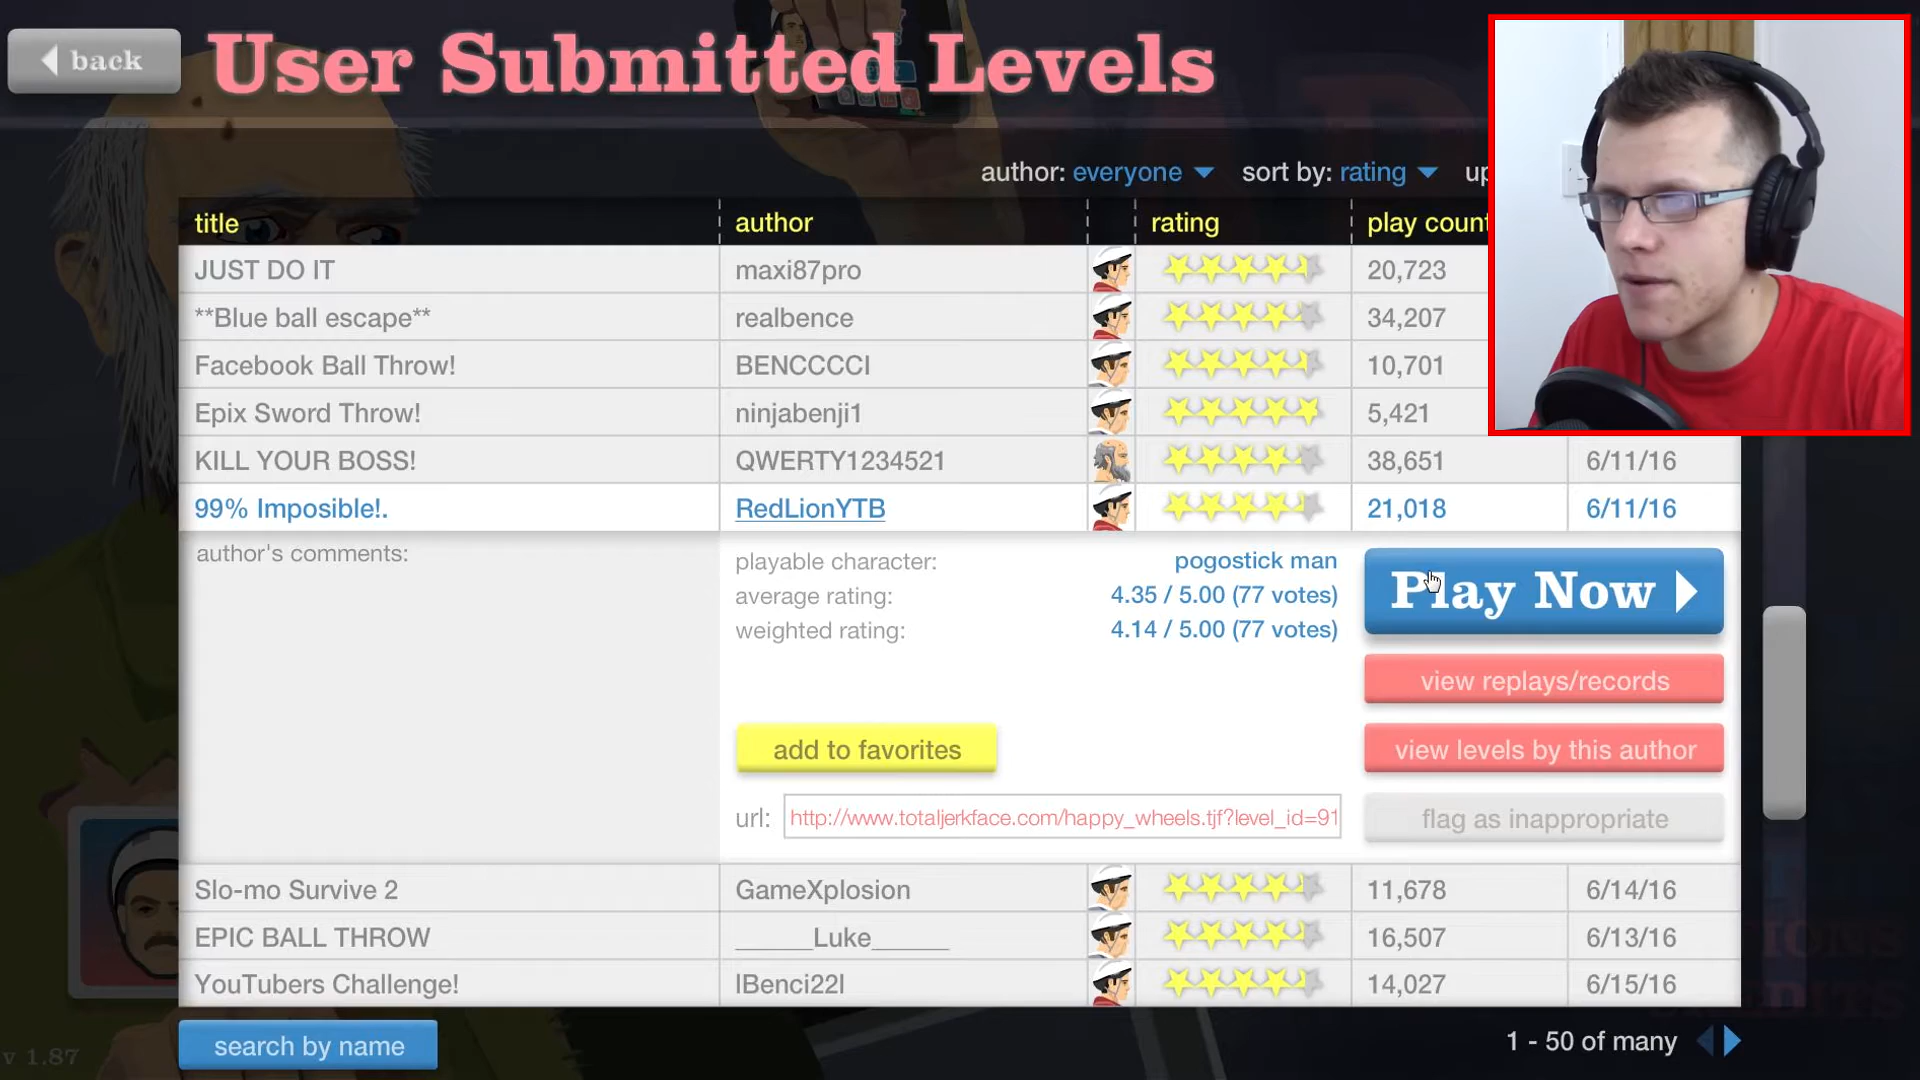 back
User Submitted Levels
author: everyone sort by: rating up
title author rating play count
JUST DO IT maxi87pro 20,723
**Blue ball escape** realbence 34,207
Facebook Ball Throw! BENCCCCI 10,701
Epix Sword Throw! ninjabenji1 5,421
KILL YOUR BOSS! QWERTY1234521 38,651 6/11/16
99% Imposible!. RedLionYTB 21,018 6/11/16
author's comments:
playable character: pogostick man
average rating: 4.35 / 5.00 (77 votes)
weighted rating: 4.14 / 5.00 (77 votes)
Play Now
view replays/records
add to favorites
view levels by this author
url: http://www.totaljerkface.com/happy_wheels.tjf?level_id=91
flag as inappropriate
Slo-mo Survive 2 GameXplosion 11,678 6/14/16
EPIC BALL THROW ______Luke______ 16,507 6/13/16
YouTubers Challenge! lBenci22l 14,027 6/15/16
search by name
1 - 50 of many
v 1.87